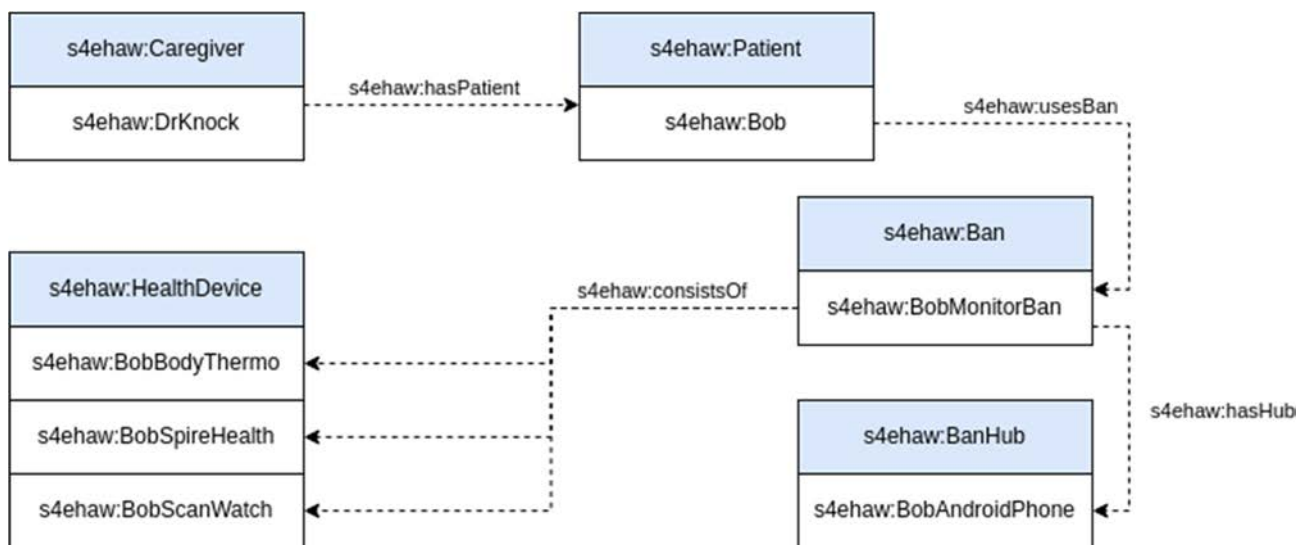 s4ehaw:Caregiver
s4ehaw:DrKnock
s4ehaw:hasPatient
s4ehaw:Patient
s4ehaw:Bob
s4ehaw:usesBan
s4ehaw:Ban
s4ehaw:BobMonitorBan
s4ehaw:consistsOf
s4ehaw:HealthDevice
s4ehaw:BobBodyThermo
s4ehaw:BobSpireHealth
s4ehaw:BobScanWatch
s4ehaw:hasHub
s4ehaw:BanHub
s4ehaw:BobAndroidPhone